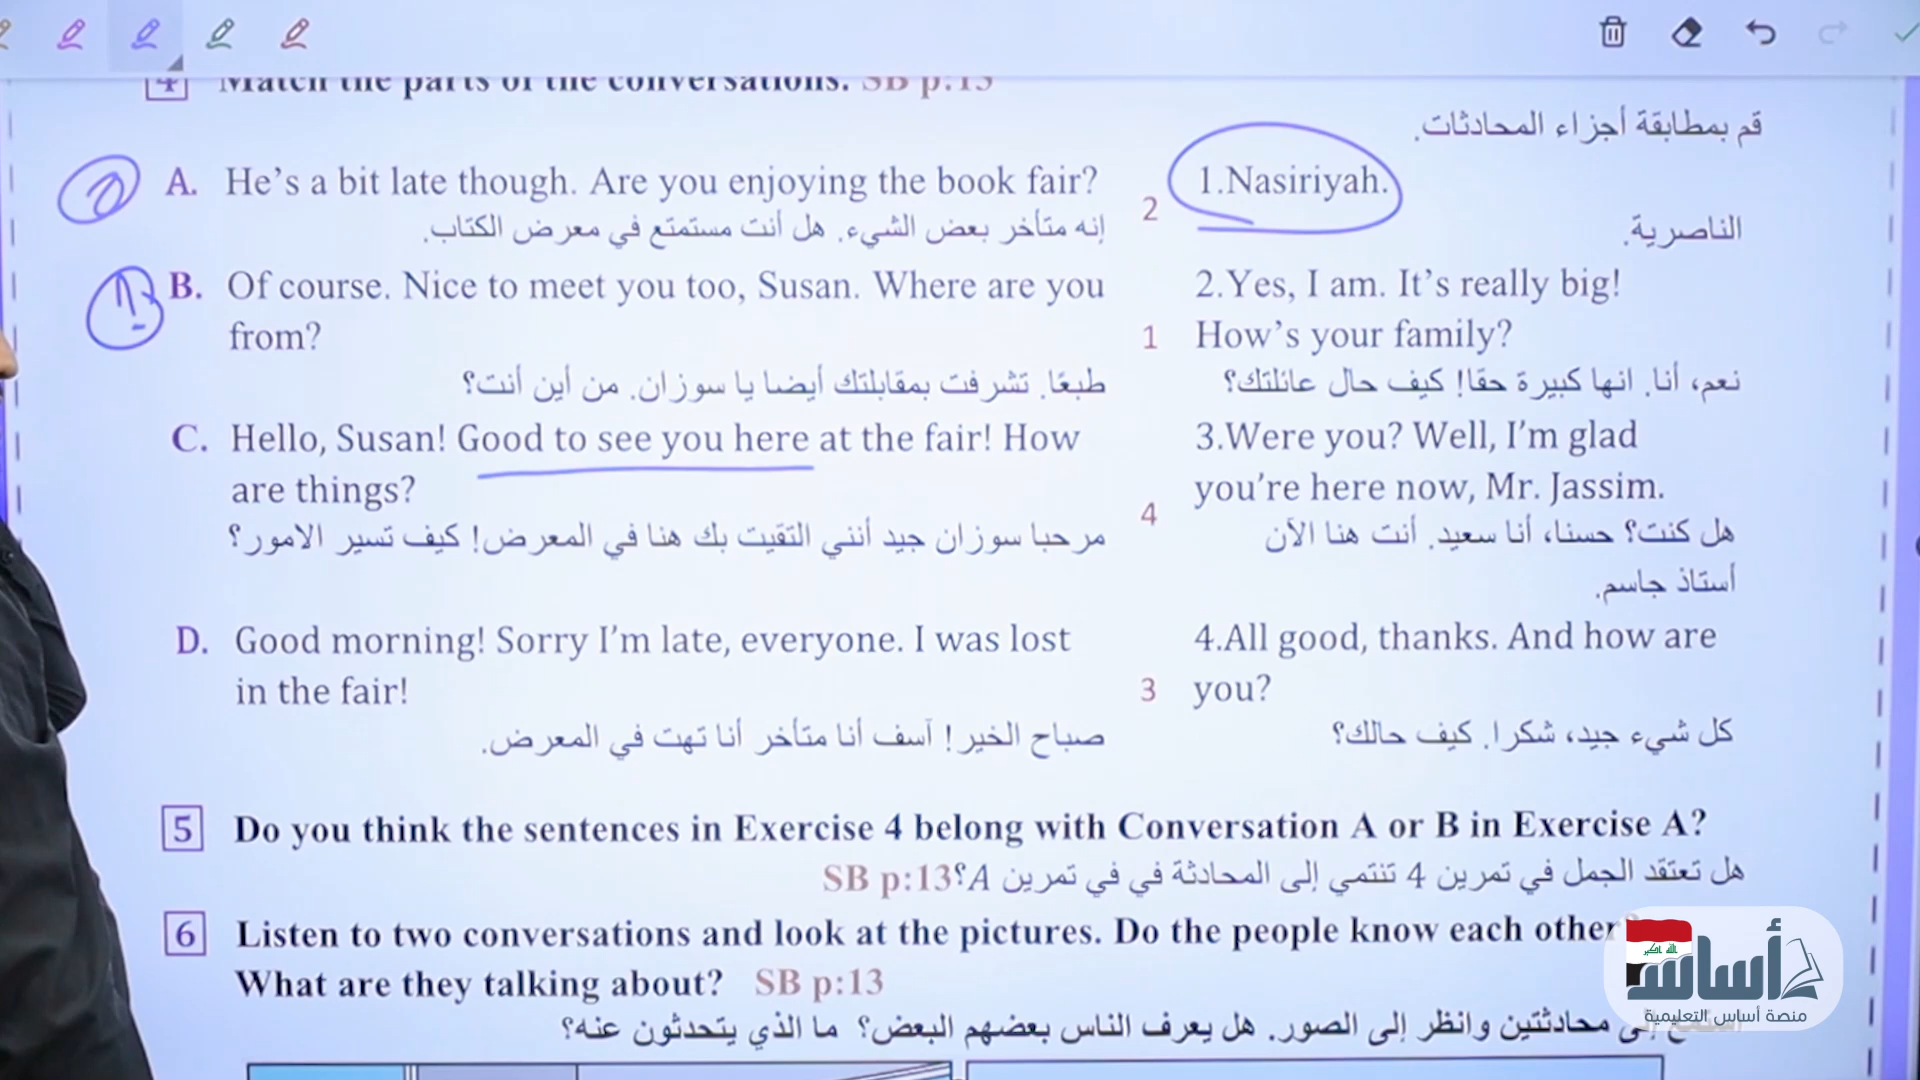 4 Match the parts of the conversations. SB p:13
قم بمطابقة أجزاء المحادثات.
A. He's a bit late though. Are you enjoying the book fair?
إنه متأخر بعض الشيء. هل أنت مستمتع في معرض الكتاب.
2
1.Nasiriyah.
الناصرية.
B. Of course. Nice to meet you too, Susan. Where are you
from?
طبعًا. تشرفت بمقابلتك أيضا يا سوزان. من أين أنت؟
1
2.Yes, I am. It's really big!
How's your family?
نعم، أنا. انها كبيرة حقا! كيف حال عائلتك؟
C. Hello, Susan! Good to see you here at the fair! How
are things?
مرحبا سوزان جيد أنني التقيت بك هنا في المعرض! كيف تسير الامور؟
4
3.Were you? Well, I'm glad
you're here now, Mr. Jassim.
هل كنت؟ حسنا، أنا سعيد. أنت هنا الآن
أستاذ جاسم.
D. Good morning! Sorry I'm late, everyone. I was lost
in the fair!
صباح الخير! آسف أنا متأخر أنا تهت في المعرض.
3
4.All good, thanks. And how are
you?
كل شيء جيد، شكرا. كيف حالك؟
5 Do you think the sentences in Exercise 4 belong with Conversation A or B in Exercise A?
هل تعتقد الجمل في تمرين 4 تنتمي إلى المحادثة في في تمرين A؟ SB p:13
6 Listen to two conversations and look at the pictures. Do the people know each other?
What are they talking about? SB p:13
إلى محادثتين وانظر إلى الصور. هل يعرف الناس بعضهم البعض؟ ما الذي يتحدثون عنه؟
أساس
منصة أساس التعليمية